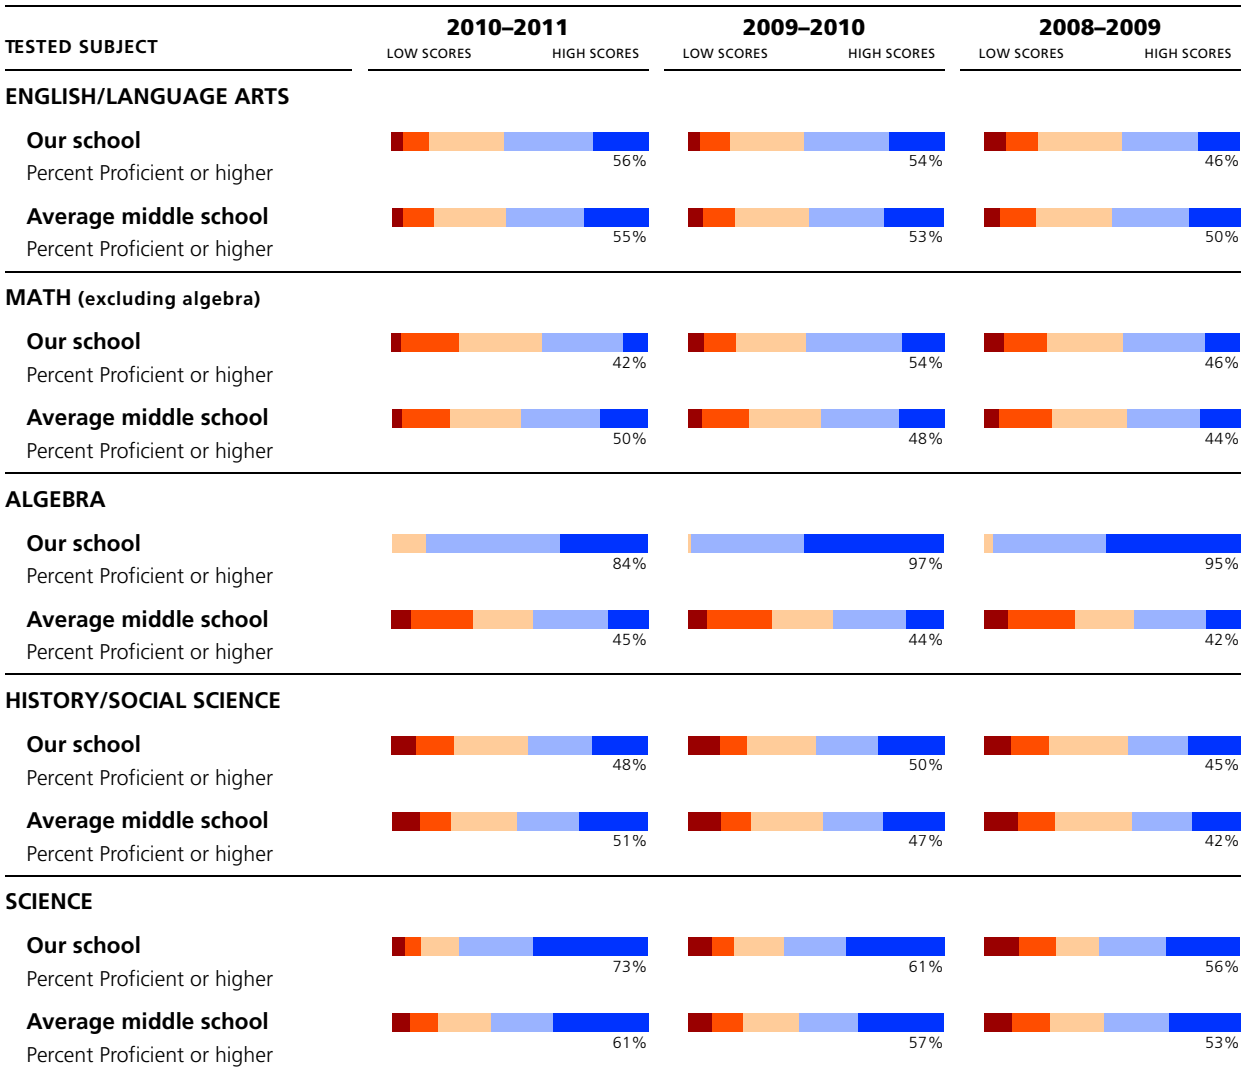 2010–2011 2009–2010 2008–2009
TESTED SUBJECT LOW SCORES HIGH SCORES LOW SCORES HIGH SCORES LOW SCORES HIGH SCORES
ENGLISH/LANGUAGE ARTS
Our school
56% 54% 46%
Percent Proficient or higher
Average middle school
55% 53% 50%
Percent Proficient or higher
MATH (excluding algebra)
Our school
42% 54% 46%
Percent Proficient or higher
Average middle school
50% 48% 44%
Percent Proficient or higher
ALGEBRA
Our school
84% 97% 95%
Percent Proficient or higher
Average middle school
45% 44% 42%
Percent Proficient or higher
HISTORY/SOCIAL SCIENCE
Our school
48% 50% 45%
Percent Proficient or higher
Average middle school
51% 47% 42%
Percent Proficient or higher
SCIENCE
Our school
73% 61% 56%
Percent Proficient or higher
Average middle school
61% 57% 53%
Percent Proficient or higher